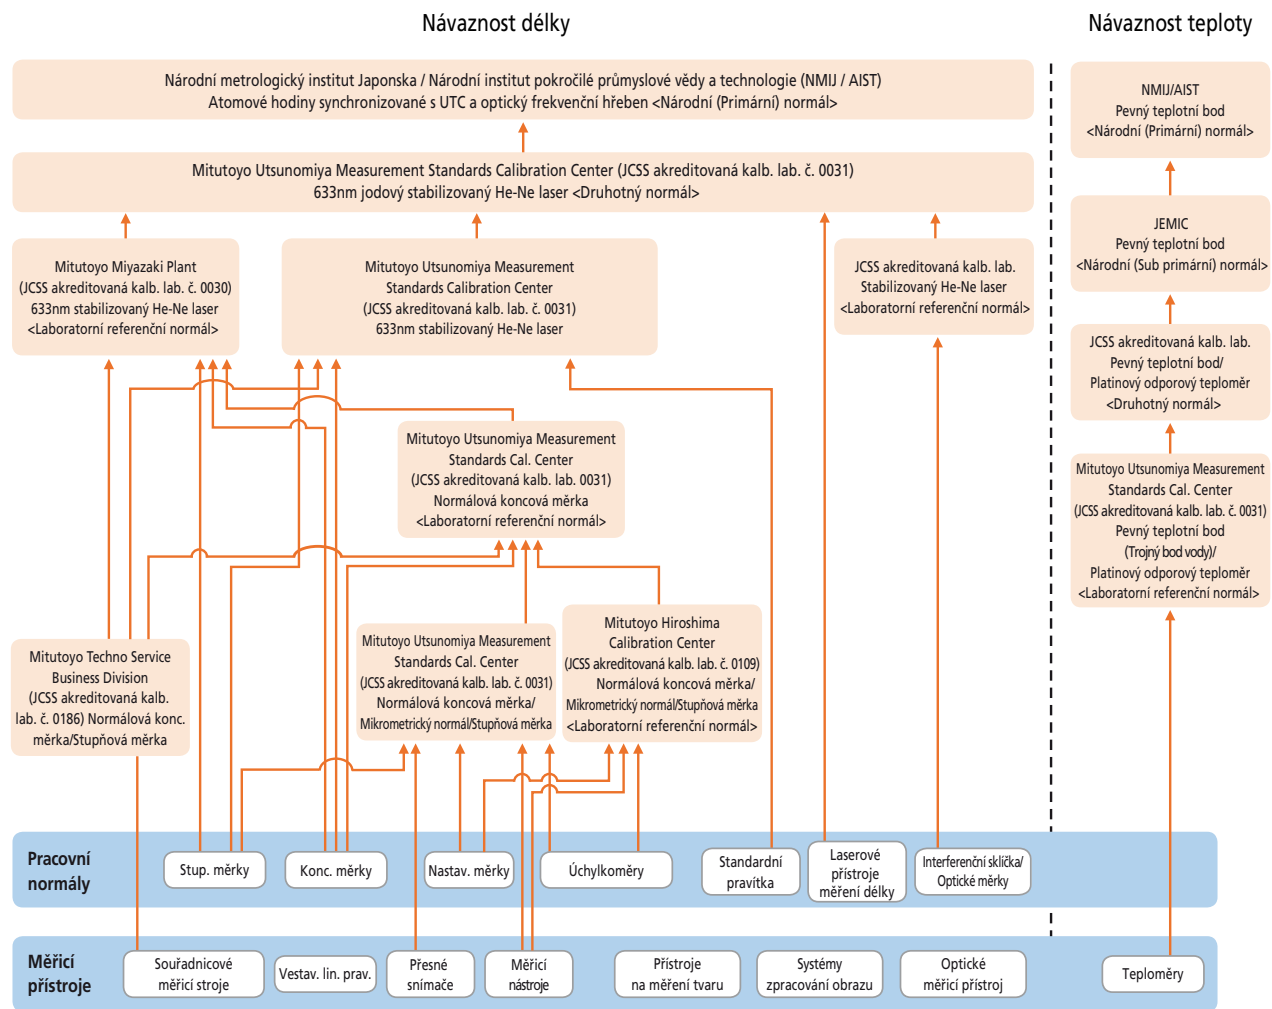 Návaznost délky
Návaznost teploty
Národní metrologický institut Japonska / Národní institut pokročilé průmyslové vědy a technologie (NMIJ / AIST)
Atomové hodiny synchronizované s UTC a optický frekvenční hřeben <Národní (Primární) normál>
NMIJ/AIST
Pevný teplotní bod
<Národní (Primární) normál>
Mitutoyo Utsunomiya Measurement Standards Calibration Center (JCSS akreditovaná kalb. lab. č. 0031)
633nm jodový stabilizovaný He-Ne laser <Druhotný normál>
JEMIC
Pevný teplotní bod
<Národní (Sub primární) normál>
Mitutoyo Miyazaki Plant
(JCSS akreditovaná kalb. lab. č. 0030)
633nm stabilizovaný He-Ne laser
<Laboratorní referenční normál>
Mitutoyo Utsunomiya Measurement
Standards Calibration Center
(JCSS akreditovaná kalb. lab. č. 0031)
633nm stabilizovaný He-Ne laser
JCSS akreditovaná kalb. lab.
Stabilizovaný He-Ne laser
<Laboratorní referenční normál>
JCSS akreditovaná kalb. lab.
Pevný teplotní bod/
Platinový odporový teploměr
<Druhotný normál>
Mitutoyo Utsunomiya Measurement
Standards Cal. Center
(JCSS akreditovaná kalb. lab. 0031)
Normálová koncová měrka
<Laboratorní referenční normál>
Mitutoyo Utsunomiya Measurement
Standards Cal. Center
(JCSS akreditovaná kalb. lab. č. 0031)
Pevný teplotní bod
(Trojný bod vody)/
Platinový odporový teploměr
<Laboratorní referenční normál>
Mitutoyo Techno Service
Business Division
(JCSS akreditovaná kalb.
lab. č. 0186) Normálová konc.
měrka/Stupňová měrka
Mitutoyo Utsunomiya Measurement
Standards Cal. Center
(JCSS akreditovaná kalb. lab. č. 0031)
Normálová koncová měrka/
Mikrometrický normál/Stupňová měrka
Mitutoyo Hiroshima
Calibration Center
(JCSS akreditovaná kalb. lab. č. 0109)
Normálová koncová měrka/
Mikrometrický normál/Stupňová měrka
<Laboratorní referenční normál>
Pracovní
normály
Stup. měrky
Konc. měrky
Nastav. měrky
Úchylkoměry
Standardní
pravítka
Laserové
přístroje
měření délky
Interferenční sklíčka/
Optické měrky
Měřicí
přístroje
Souřadnicové
měřicí stroje
Vestav. lin. prav.
Přesné
snímače
Měřicí
nástroje
Přístroje
na měření tvaru
Systémy
zpracování obrazu
Optické
měřicí přístroj
Teploměry